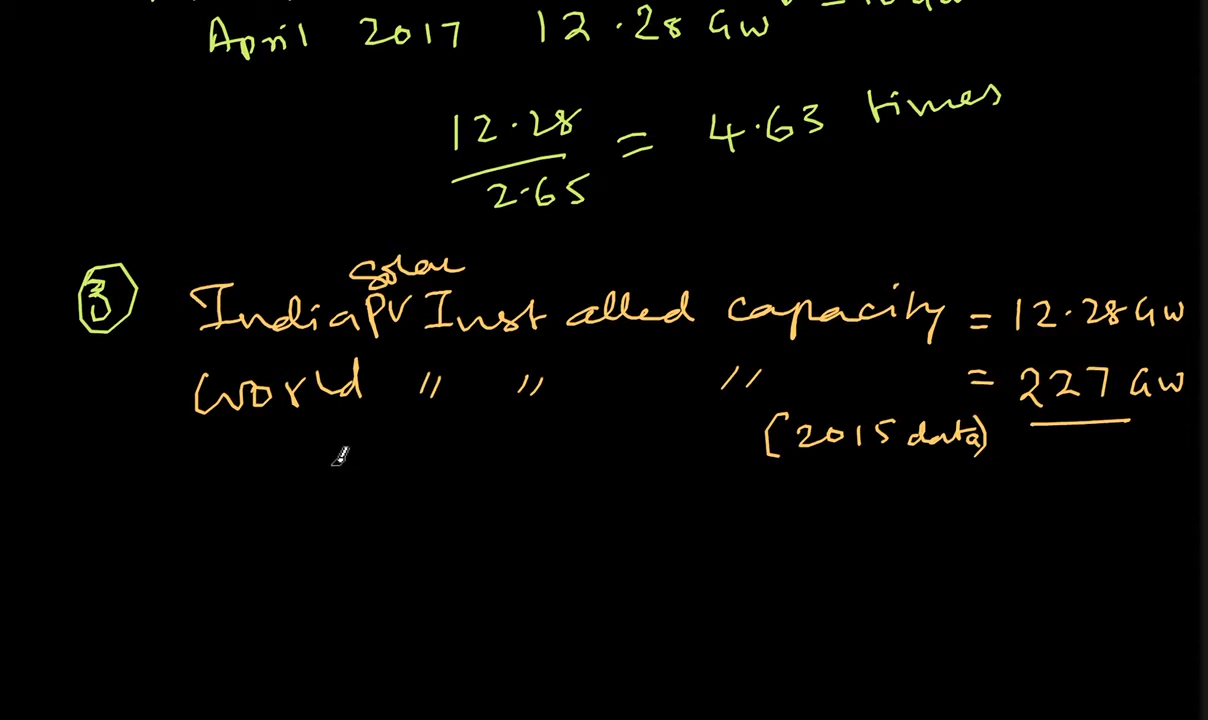 April 2017 12.28 GW
12.28
2.65
= 4.63 times
3 India solar PV Installed capacity = 12.28 GW
World " " " = 227 GW
(2015 data)